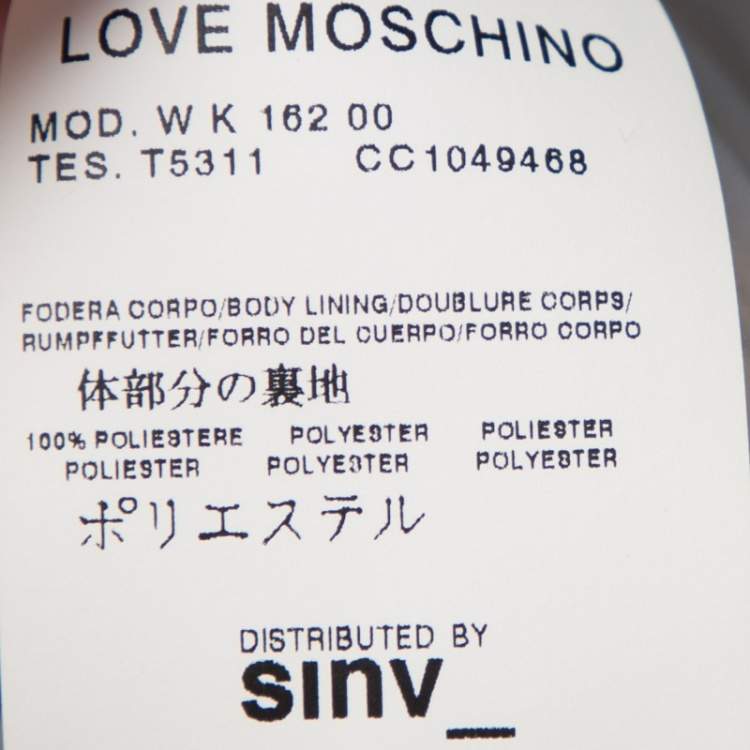 LOVE MOSCHINO
MOD. W K 162 00
TES. T5311 CC1049468
FODERA CORPO/BODY LINING/DOUBLURE CORPS/
RUMPFFUTTER/FORRO DEL CUERPO/FORRO CORPO
体部分の裏地
100% POLIESTERE POLYESTER POLIESTER
POLIESTER POLYESTER POLYESTER
ポリエステル
DISTRIBUTED BY
sinv_